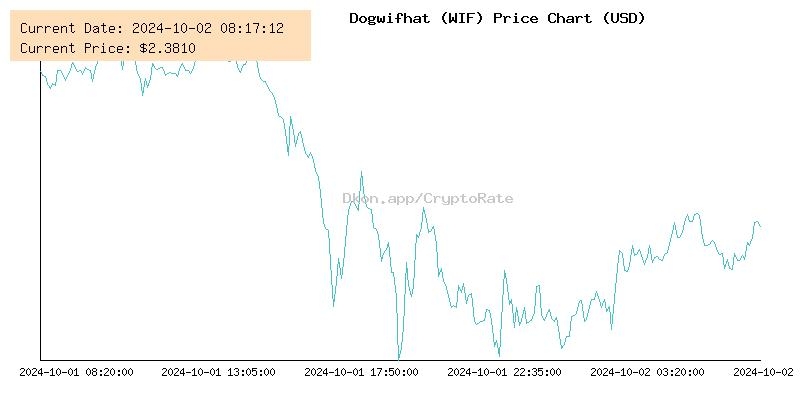 Dogwifhat (WIF) Price Chart (USD)
Current Date: 2024-10-02 08:17:12
Current Price: $2.3810
Dkon.app/CryptoRate
2024-10-01 08:20:00 2024-10-01 13:05:00 2024-10-01 17:50:00 2024-10-01 22:35:00 2024-10-02 03:20:00 2024-10-02